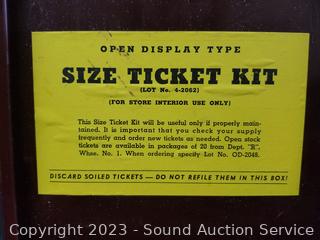 OPEN DISPLAY TYPE
SIZE TICKET KIT
(LOT No. 4-2062)
(FOR STORE INTERIOR USE ONLY)
This Size Ticket Kit will be useful only if properly main-
tained. It is important that you check your supply
frequently and order new tickets as needed. Open stock
tickets are available in packages of 20 from Dept. "R",
Whse. No. 1. When ordering specify Lot No. OD-2048.
DISCARD SOILED TICKETS — DO NOT REFILE THEM IN THIS BOX!
Copyright 2023 - Sound Auction Service